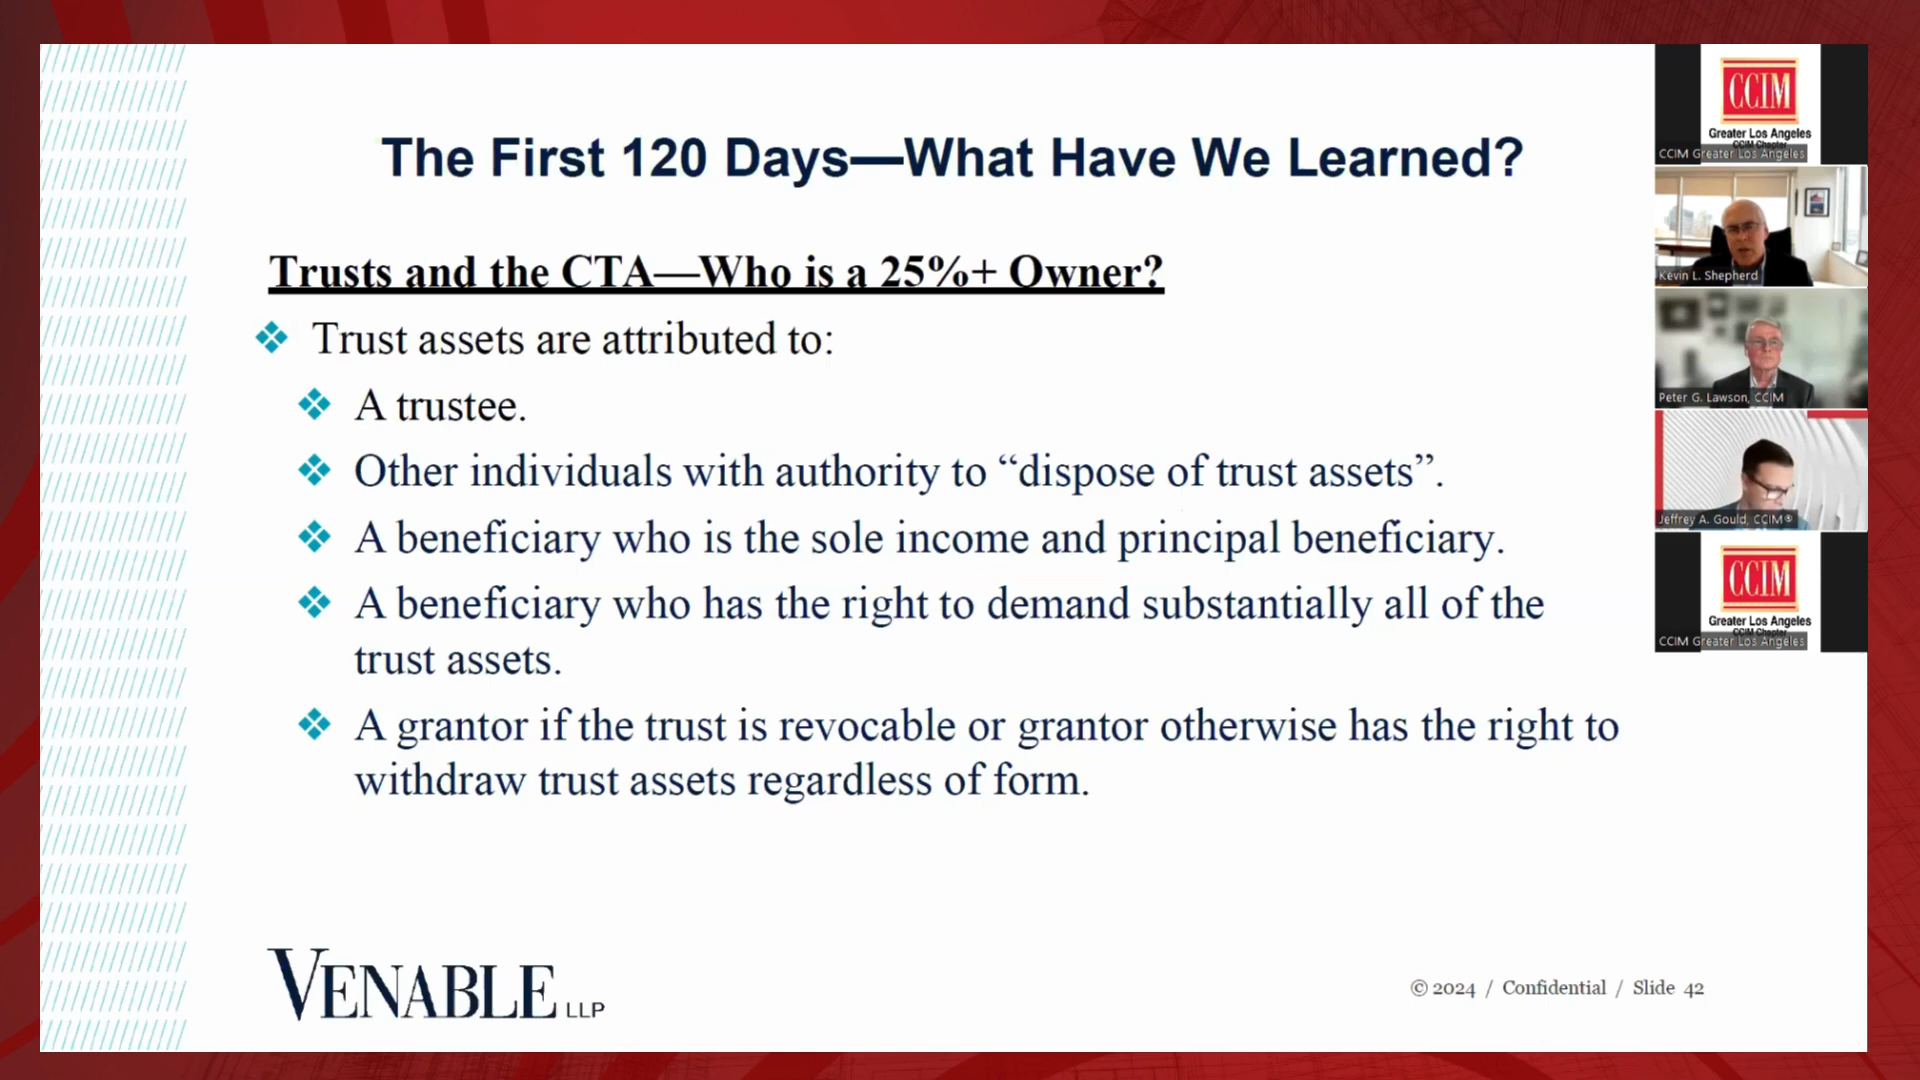 The First 120 Days—What Have We Learned?
Trusts and the CTA—Who is a 25%+ Owner?
Trust assets are attributed to:
A trustee.
Other individuals with authority to “dispose of trust assets”.
A beneficiary who is the sole income and principal beneficiary.
A beneficiary who has the right to demand substantially all of the
trust assets.
A grantor if the trust is revocable or grantor otherwise has the right to
withdraw trust assets regardless of form.
VENABLE LLP
© 2024 / Confidential / Slide 42
CCIM
Greater Los Angeles
CCIM Chapter
CCIM Greater Los Angeles
Kevin L. Shepherd
Peter G. Lawson, CCIM
Jeffrey A. Gould, CCIM®
CCIM
Greater Los Angeles
CCIM Chapter
CCIM Greater Los Angeles